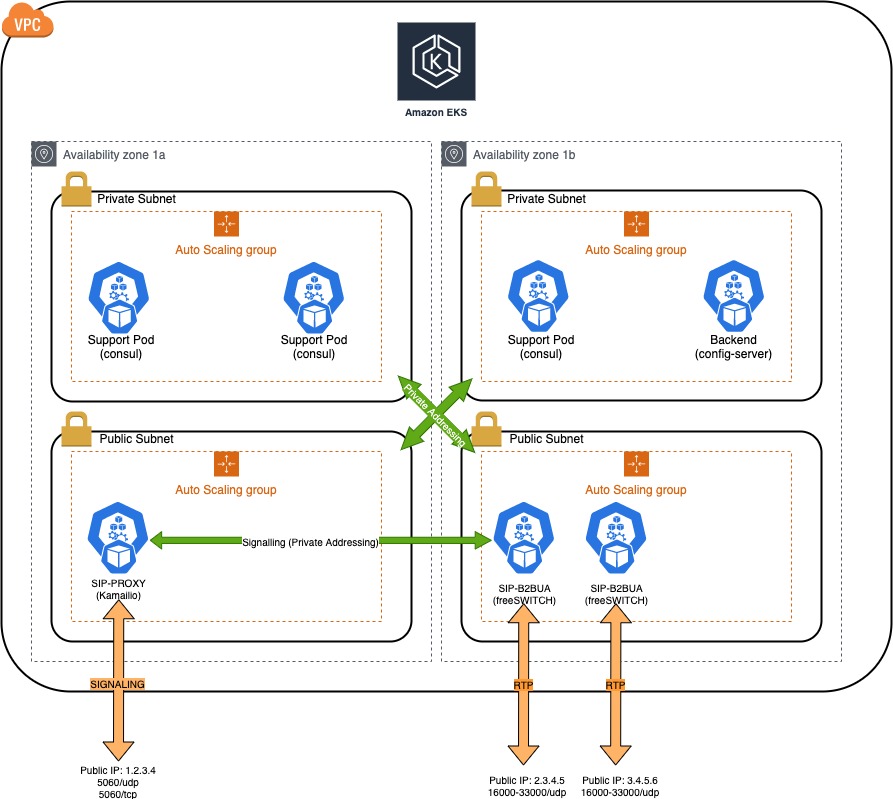 VPC
K
Amazon EKS
Availability zone 1a
Availability zone 1b
Private Subnet
Auto Scaling group
Support Pod
(consul)
Support Pod
(consul)
Private Subnet
Auto Scaling group
Support Pod
(consul)
Backend
(config-server)
Private Addressing
Public Subnet
Auto Scaling group
SIP-PROXY
(Kamailio)
Signalling (Private Addressing)
Public Subnet
Auto Scaling group
SIP-B2BUA
(freeSWITCH)
SIP-B2BUA
(freeSWITCH)
SIGNALING
RTP
RTP
Public IP: 1.2.3.4
5060/udp
5060/tcp
Public IP: 2.3.4.5
16000-33000/udp
Public IP: 3.4.5.6
16000-33000/udp